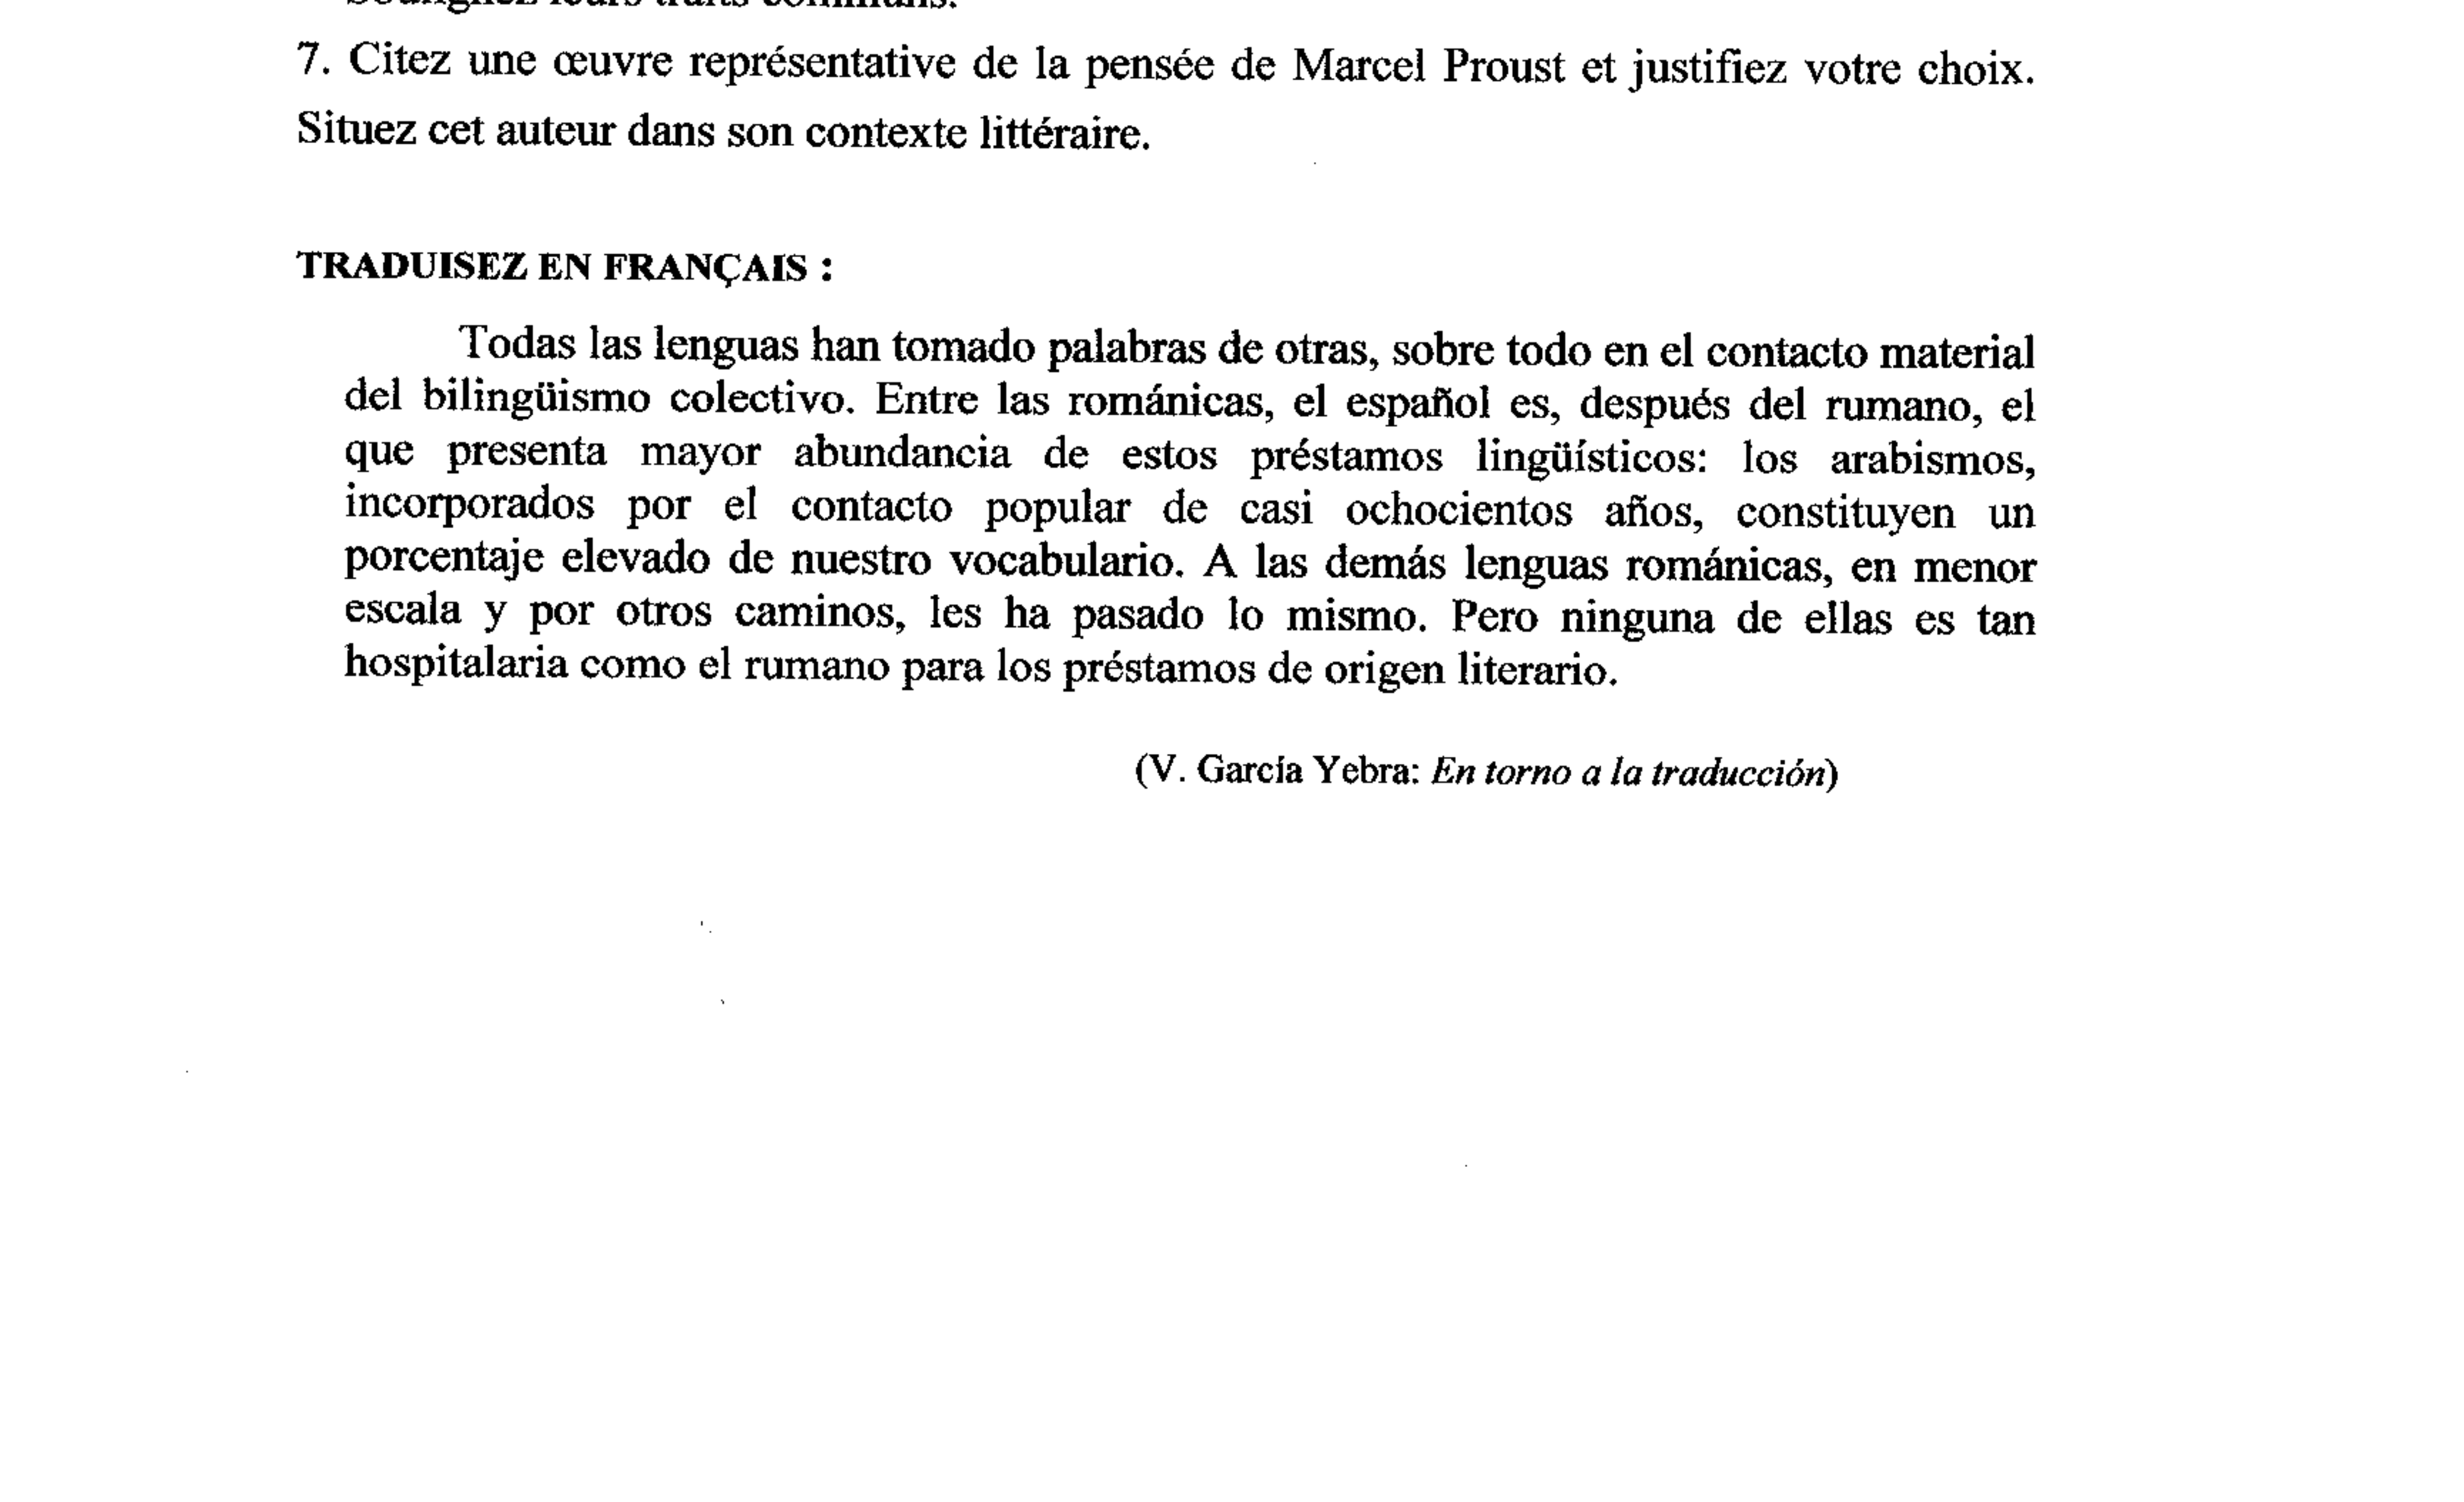 Soulignez leurs traits communs.
7. Citez une œuvre représentative de la pensée de Marcel Proust et justifiez votre choix.
Situez cet auteur dans son contexte littéraire.
TRADUISEZ EN FRANÇAIS :
Todas las lenguas han tomado palabras de otras, sobre todo en el contacto material
del bilingüismo colectivo. Entre las románicas, el español es, después del rumano, el
que presenta mayor abundancia de estos préstamos lingüísticos: los arabismos,
incorporados por el contacto popular de casi ochocientos años, constituyen un
porcentaje elevado de nuestro vocabulario. A las demás lenguas románicas, en menor
escala y por otros caminos, les ha pasado lo mismo. Pero ninguna de ellas es tan
hospitalaria como el rumano para los préstamos de origen literario.
(V. García Yebra: En torno a la traducción)